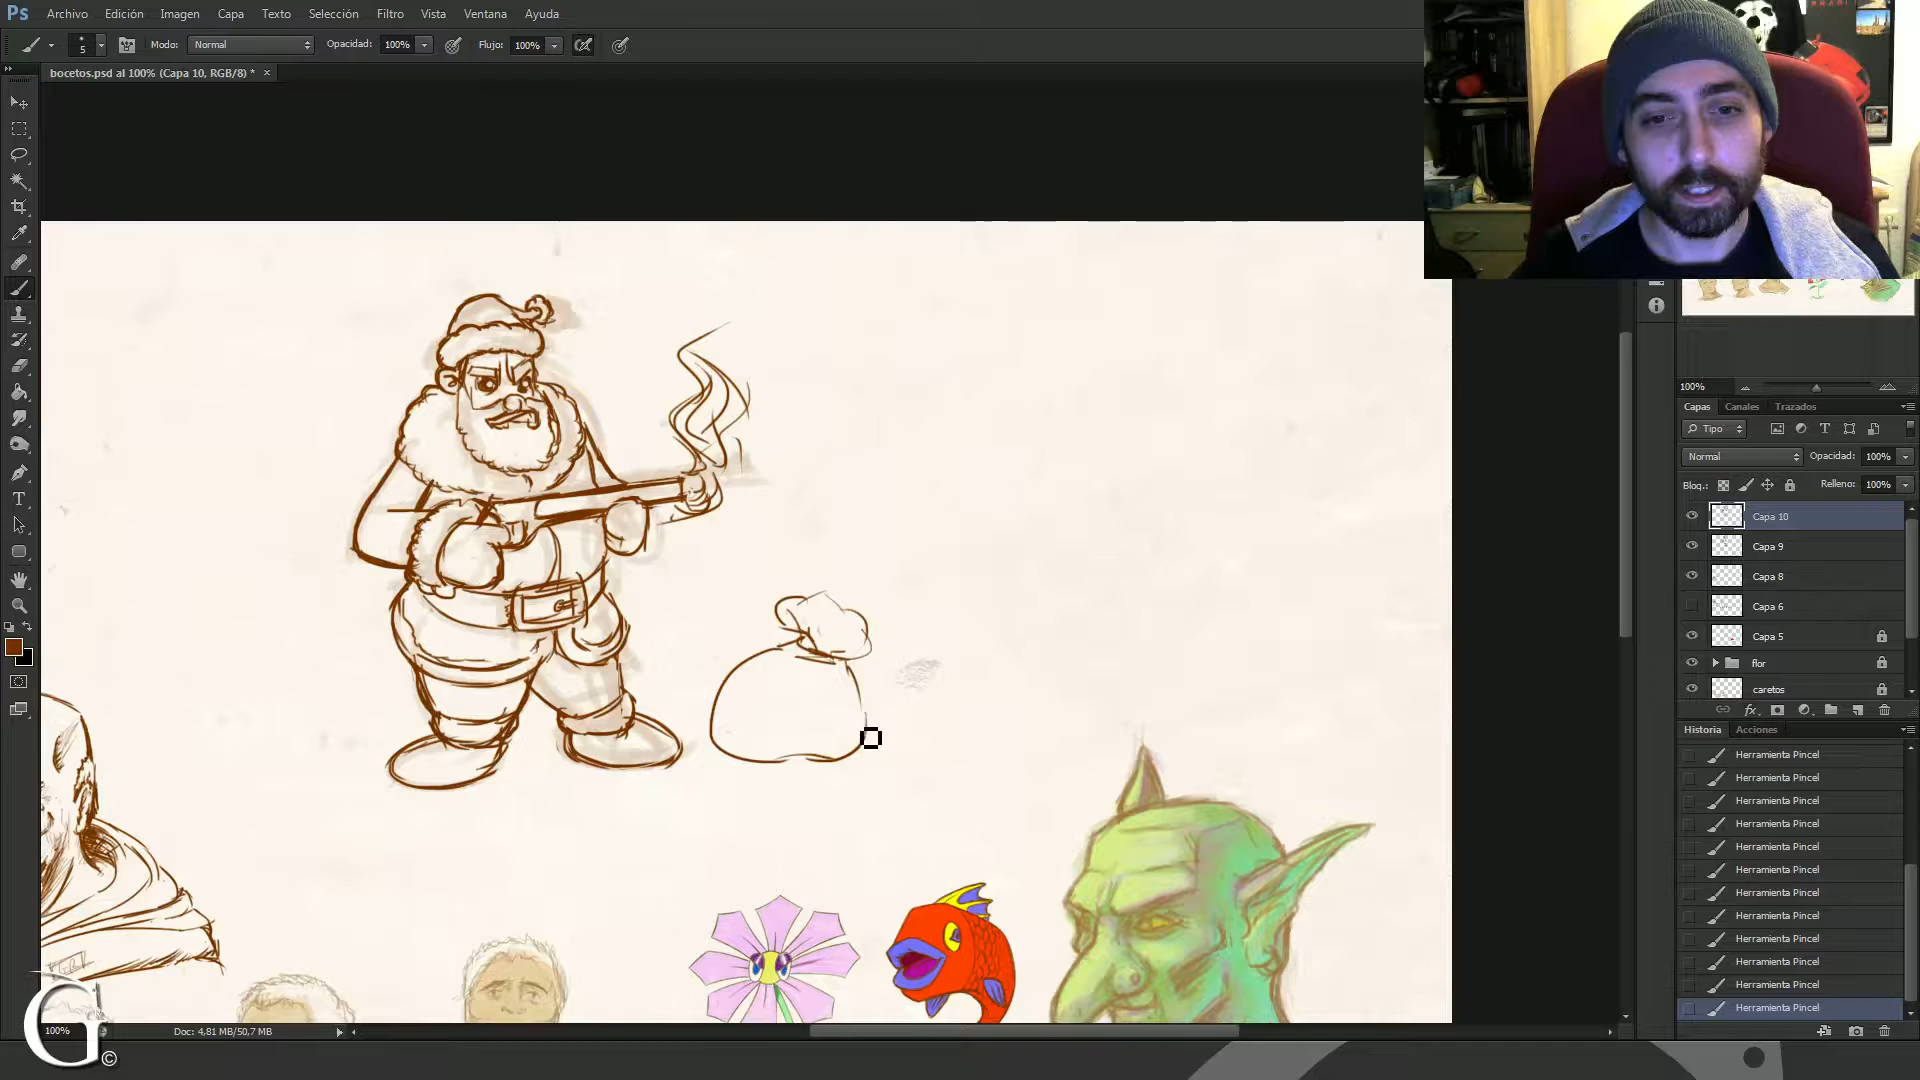 Ps Archivo Edición Imagen Capa Texto Selección Filtro Vista Ventana Ayuda
5 Modo: Normal Opacidad: 100% Flujo: 100%
bocetos.psd al 100% (Capa 10, RGB/8) * ×
100%
Capas Canales Trazados
Tipo
Normal Opacidad: 100%
Bloq.: Relleno: 100%
Capa 10
Capa 9
Capa 8
Capa 6
Capa 5
flor
caretos
fx
Historia Acciones
Herramienta Pincel
Herramienta Pincel
Herramienta Pincel
Herramienta Pincel
Herramienta Pincel
Herramienta Pincel
Herramienta Pincel
Herramienta Pincel
Herramienta Pincel
Herramienta Pincel
Herramienta Pincel
Herramienta Pincel
100% Doc: 4,81 MB/50,7 MB
G©